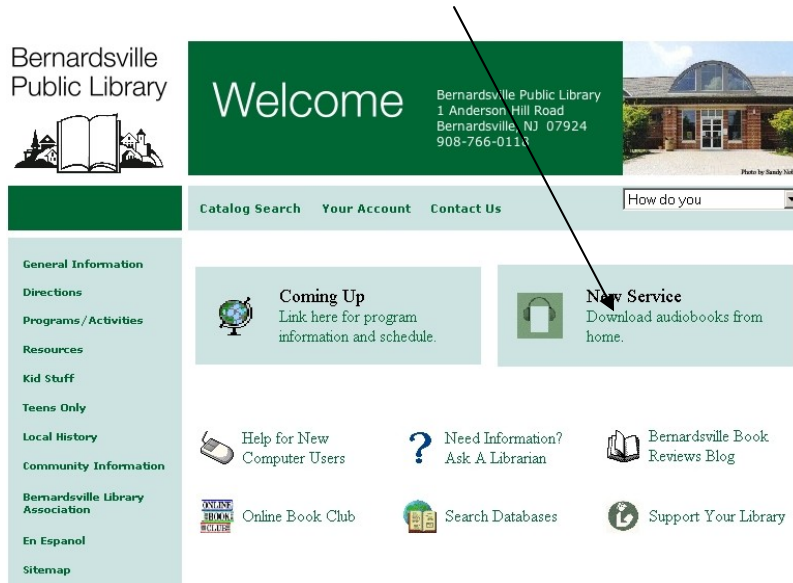 Bernardsville
Public Library
Welcome
Bernardsville Public Library
1 Anderson Hill Road
Bernardsville, NJ 07924
908-766-0118
Photo by Sandy
Catalog Search Your Account Contact Us
How do you
General Information
Directions
Programs/Activities
Resources
Kid Stuff
Teens Only
Local History
Community Information
Bernardsville Library
Association
En Espanol
Sitemap
Coming Up
Link here for program
information and schedule.
New Service
Download audiobooks from
home.
Help for New
Computer Users
Need Information?
Ask A Librarian
Bernardsville Book
Reviews Blog
ONLINE
BOOK
CLUB
Online Book Club
Search Databases
Support Your Library